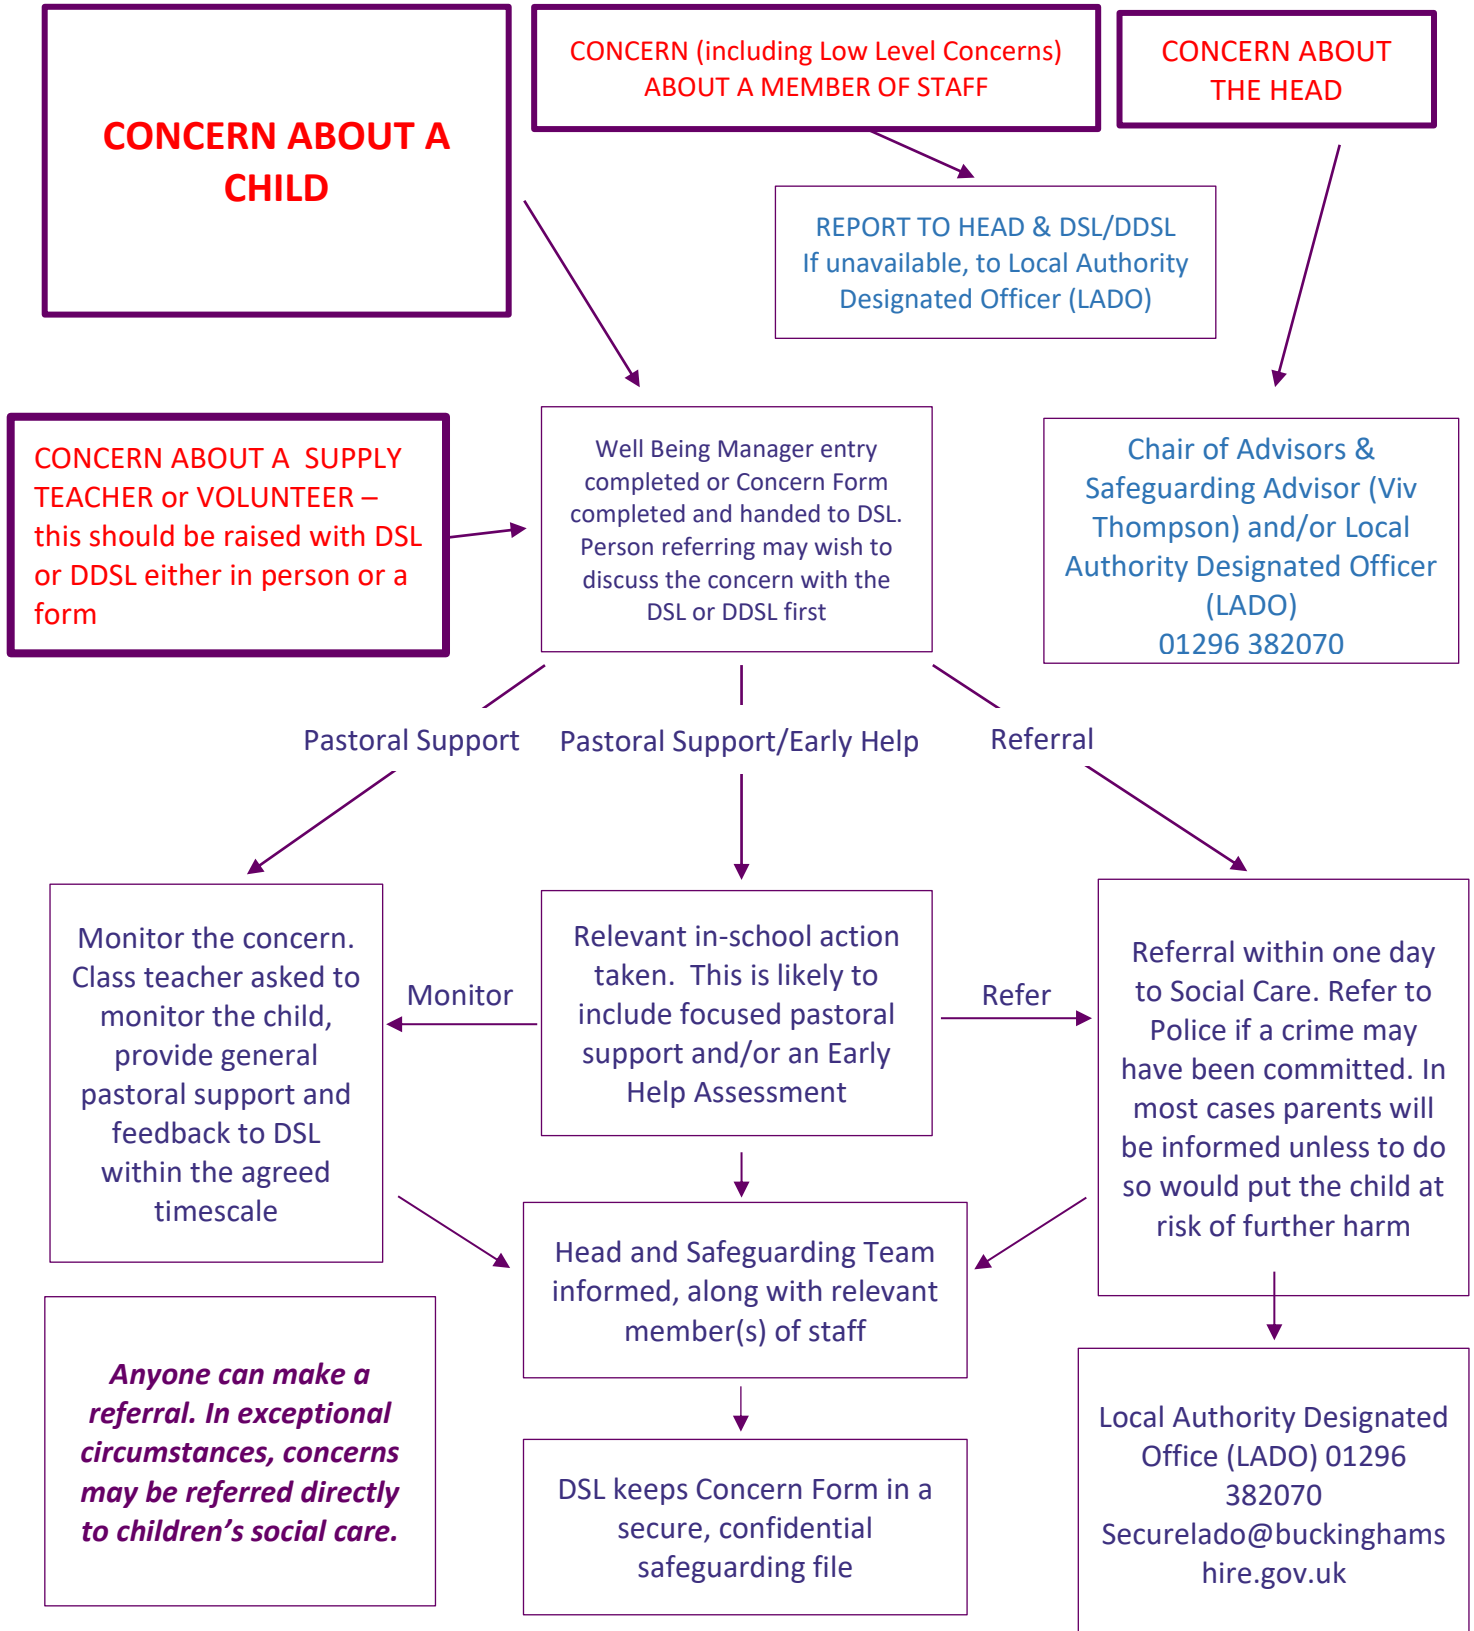 CONCERN ABOUT A
CHILD
CONCERN (including Low Level Concerns)
ABOUT A MEMBER OF STAFF
CONCERN ABOUT
THE HEAD
REPORT TO HEAD & DSL/DDSL
If unavailable, to Local Authority
Designated Officer (LADO)
CONCERN ABOUT A  SUPPLY
TEACHER or VOLUNTEER –
this should be raised with DSL
or DDSL either in person or a
form
Well Being Manager entry
completed or Concern Form
completed and handed to DSL.
Person referring may wish to
discuss the concern with the
DSL or DDSL first
Chair of Advisors &
Safeguarding Advisor (Viv
Thompson) and/or Local
Authority Designated Officer
(LADO)
01296 382070
Pastoral Support
Pastoral Support/Early Help
Referral
Monitor the concern.
Class teacher asked to
monitor the child,
provide general
pastoral support and
feedback to DSL
within the agreed
timescale
Monitor
Relevant in-school action
taken.  This is likely to
include focused pastoral
support and/or an Early
Help Assessment
Refer
Referral within one day
to Social Care. Refer to
Police if a crime may
have been committed. In
most cases parents will
be informed unless to do
so would put the child at
risk of further harm
Head and Safeguarding Team
informed, along with relevant
member(s) of staff
Anyone can make a
referral. In exceptional
circumstances, concerns
may be referred directly
to children’s social care.
DSL keeps Concern Form in a
secure, confidential
safeguarding file
Local Authority Designated
Office (LADO) 01296
382070
Securelado@buckinghams
hire.gov.uk